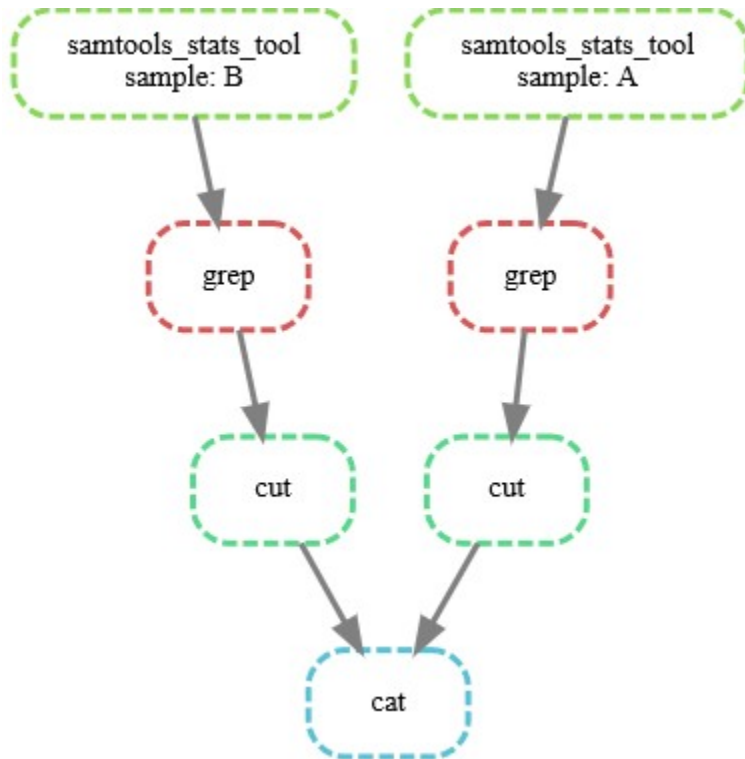 samtools_stats_tool
sample: B
samtools_stats_tool
sample: A
grep
grep
cut
cut
cat